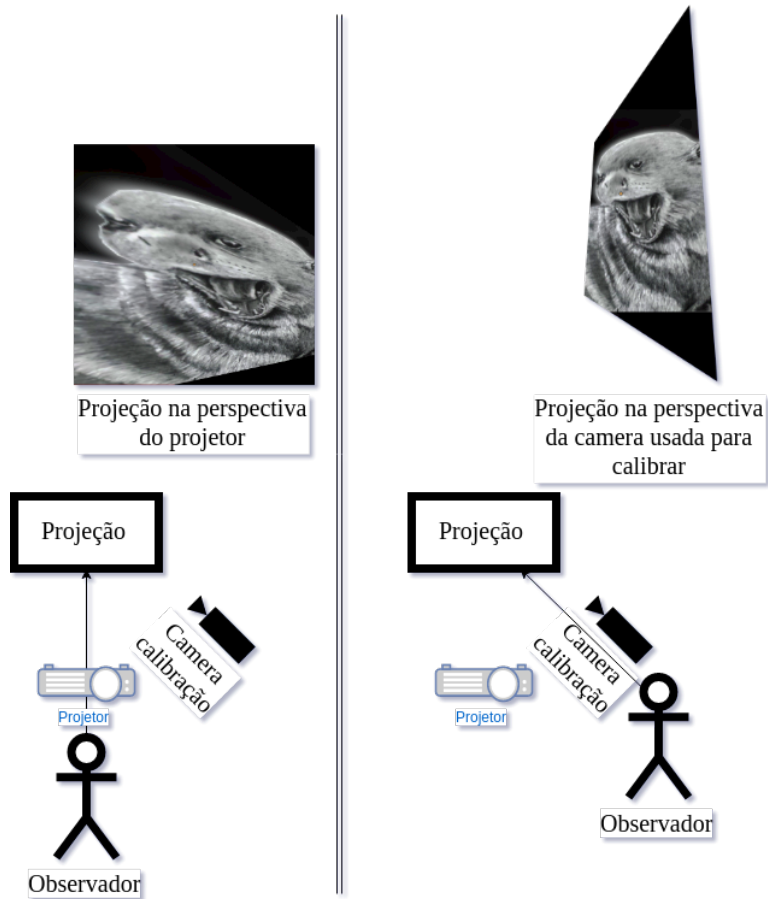 Projeção na perspectiva
do projetor
Projeção
Camera
calibração
Projetor
Observador
Projeção na perspectiva
da camera usada para
calibrar
Projeção
Camera
calibração
Projetor
Observador